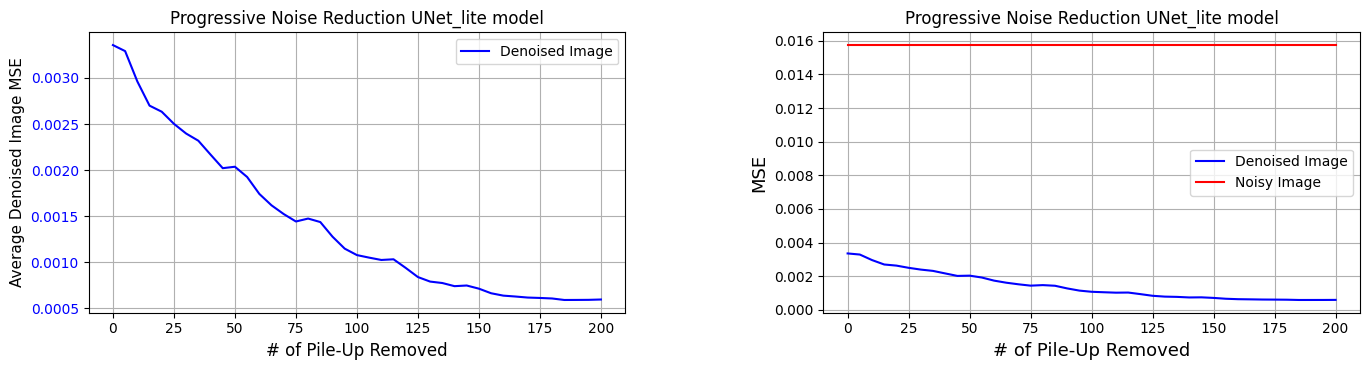 Progressive Noise Reduction UNet_lite model
Denoised Image
Average Denoised Image MSE
0.0030
0.0025
0.0020
0.0015
0.0010
0.0005
0 25 50 75 100 125 150 175 200
# of Pile-Up Removed
Progressive Noise Reduction UNet_lite model
MSE
0.016
0.014
0.012
0.010
0.008
0.006
0.004
0.002
0.000
Denoised Image
Noisy Image
0 25 50 75 100 125 150 175 200
# of Pile-Up Removed